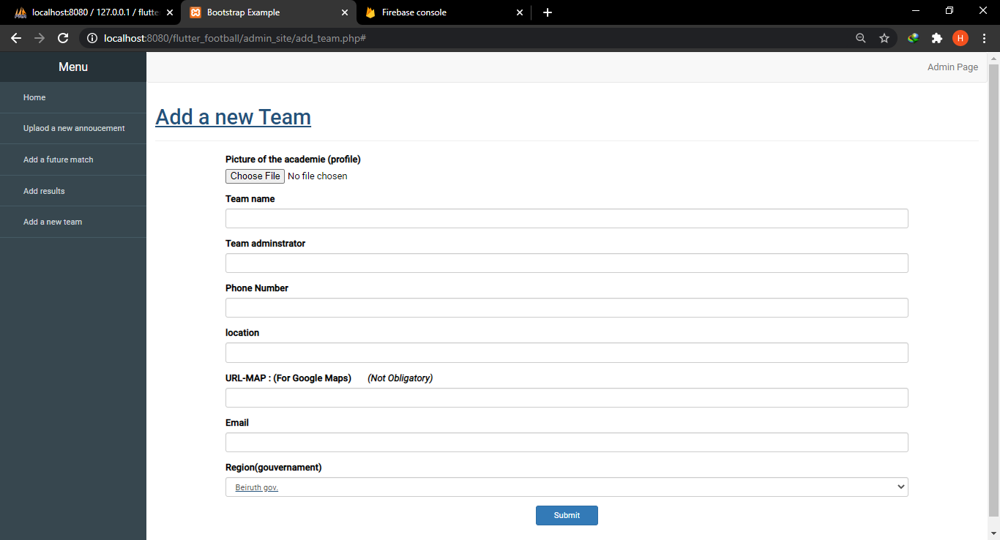 localhost:8080 / 127.0.0.1 / flutte
Bootstrap Example
Firebase console
localhost:8080/flutter_football/admin_site/add_team.php#
H
Menu
Admin Page
Home
Uplaod a new annoucement
Add a future match
Add results
Add a new team
Add a new Team
Picture of the academie (profile)
Choose File No file chosen
Team name
Team adminstrator
Phone Number
location
URL-MAP : (For Google Maps) (Not Obligatory)
Email
Region(gouvernament)
Beiruth gov.
Submit